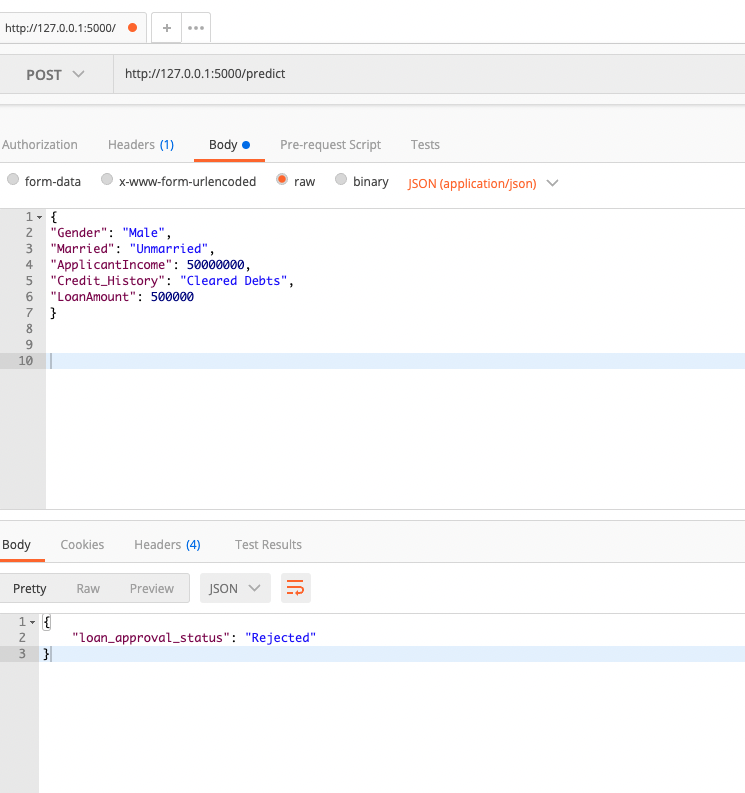 http://127.0.0.1:5000/
POST http://127.0.0.1:5000/predict
Authorization Headers (1) Body Pre-request Script Tests
form-data x-www-form-urlencoded raw binary JSON (application/json)
1 {
2 "Gender": "Male",
3 "Married": "Unmarried",
4 "ApplicantIncome": 50000000,
5 "Credit_History": "Cleared Debts",
6 "LoanAmount": 500000
7 }
8
9
10
Body Cookies Headers (4) Test Results
Pretty Raw Preview JSON
1 {
2 "loan_approval_status": "Rejected"
3 }